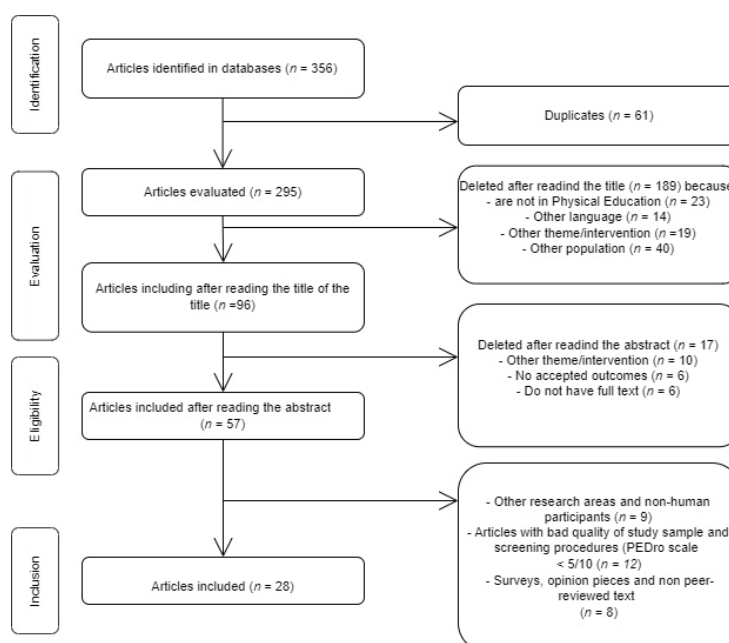 Identification
Articles identified in databases (n = 356)
Duplicates (n = 61)
Evaluation
Articles evaluated (n = 295)
Deleted after readind the title (n = 189) because
- are not in Physical Education (n = 23)
- Other language (n = 14)
- Other theme/intervention (n =19)
- Other population (n = 40)
Articles including after reading the title of the
title (n =96)
Deleted after readind the abstract (n = 17)
- Other theme/intervention (n = 10)
- No accepted outcomes (n = 6)
- Do not have full text (n = 6)
Eligibility
Articles included after reading the abstract
(n = 57)
- Other research areas and non-human
participants (n = 9)
- Articles with bad quality of study sample and
screening procedures (PEDro scale
< 5/10 (n = 12)
- Surveys, opinion pieces and non peer-
reviewed text
(n = 8)
Inclusion
Articles included (n = 28)